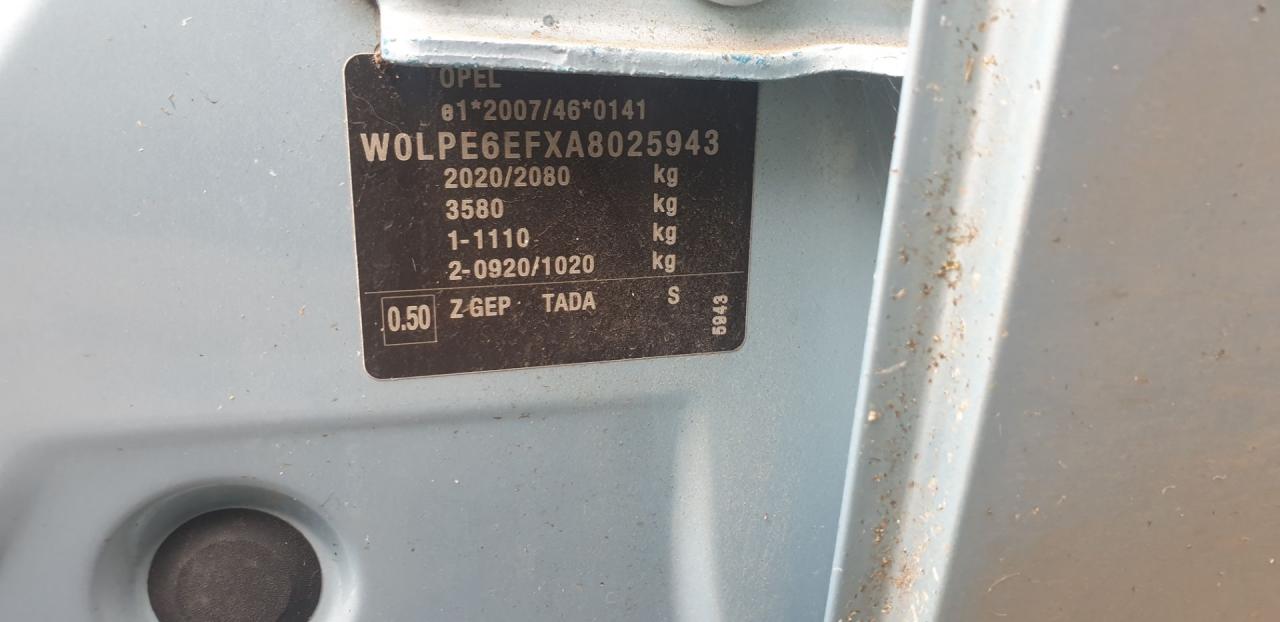 OPEL
e1*2007/46*0141
W0LPE6EFXA8025943
2020/2080 kg
3580 kg
1-1110 kg
2-0920/1020 kg
0.50 Z GEP TADA S 5943